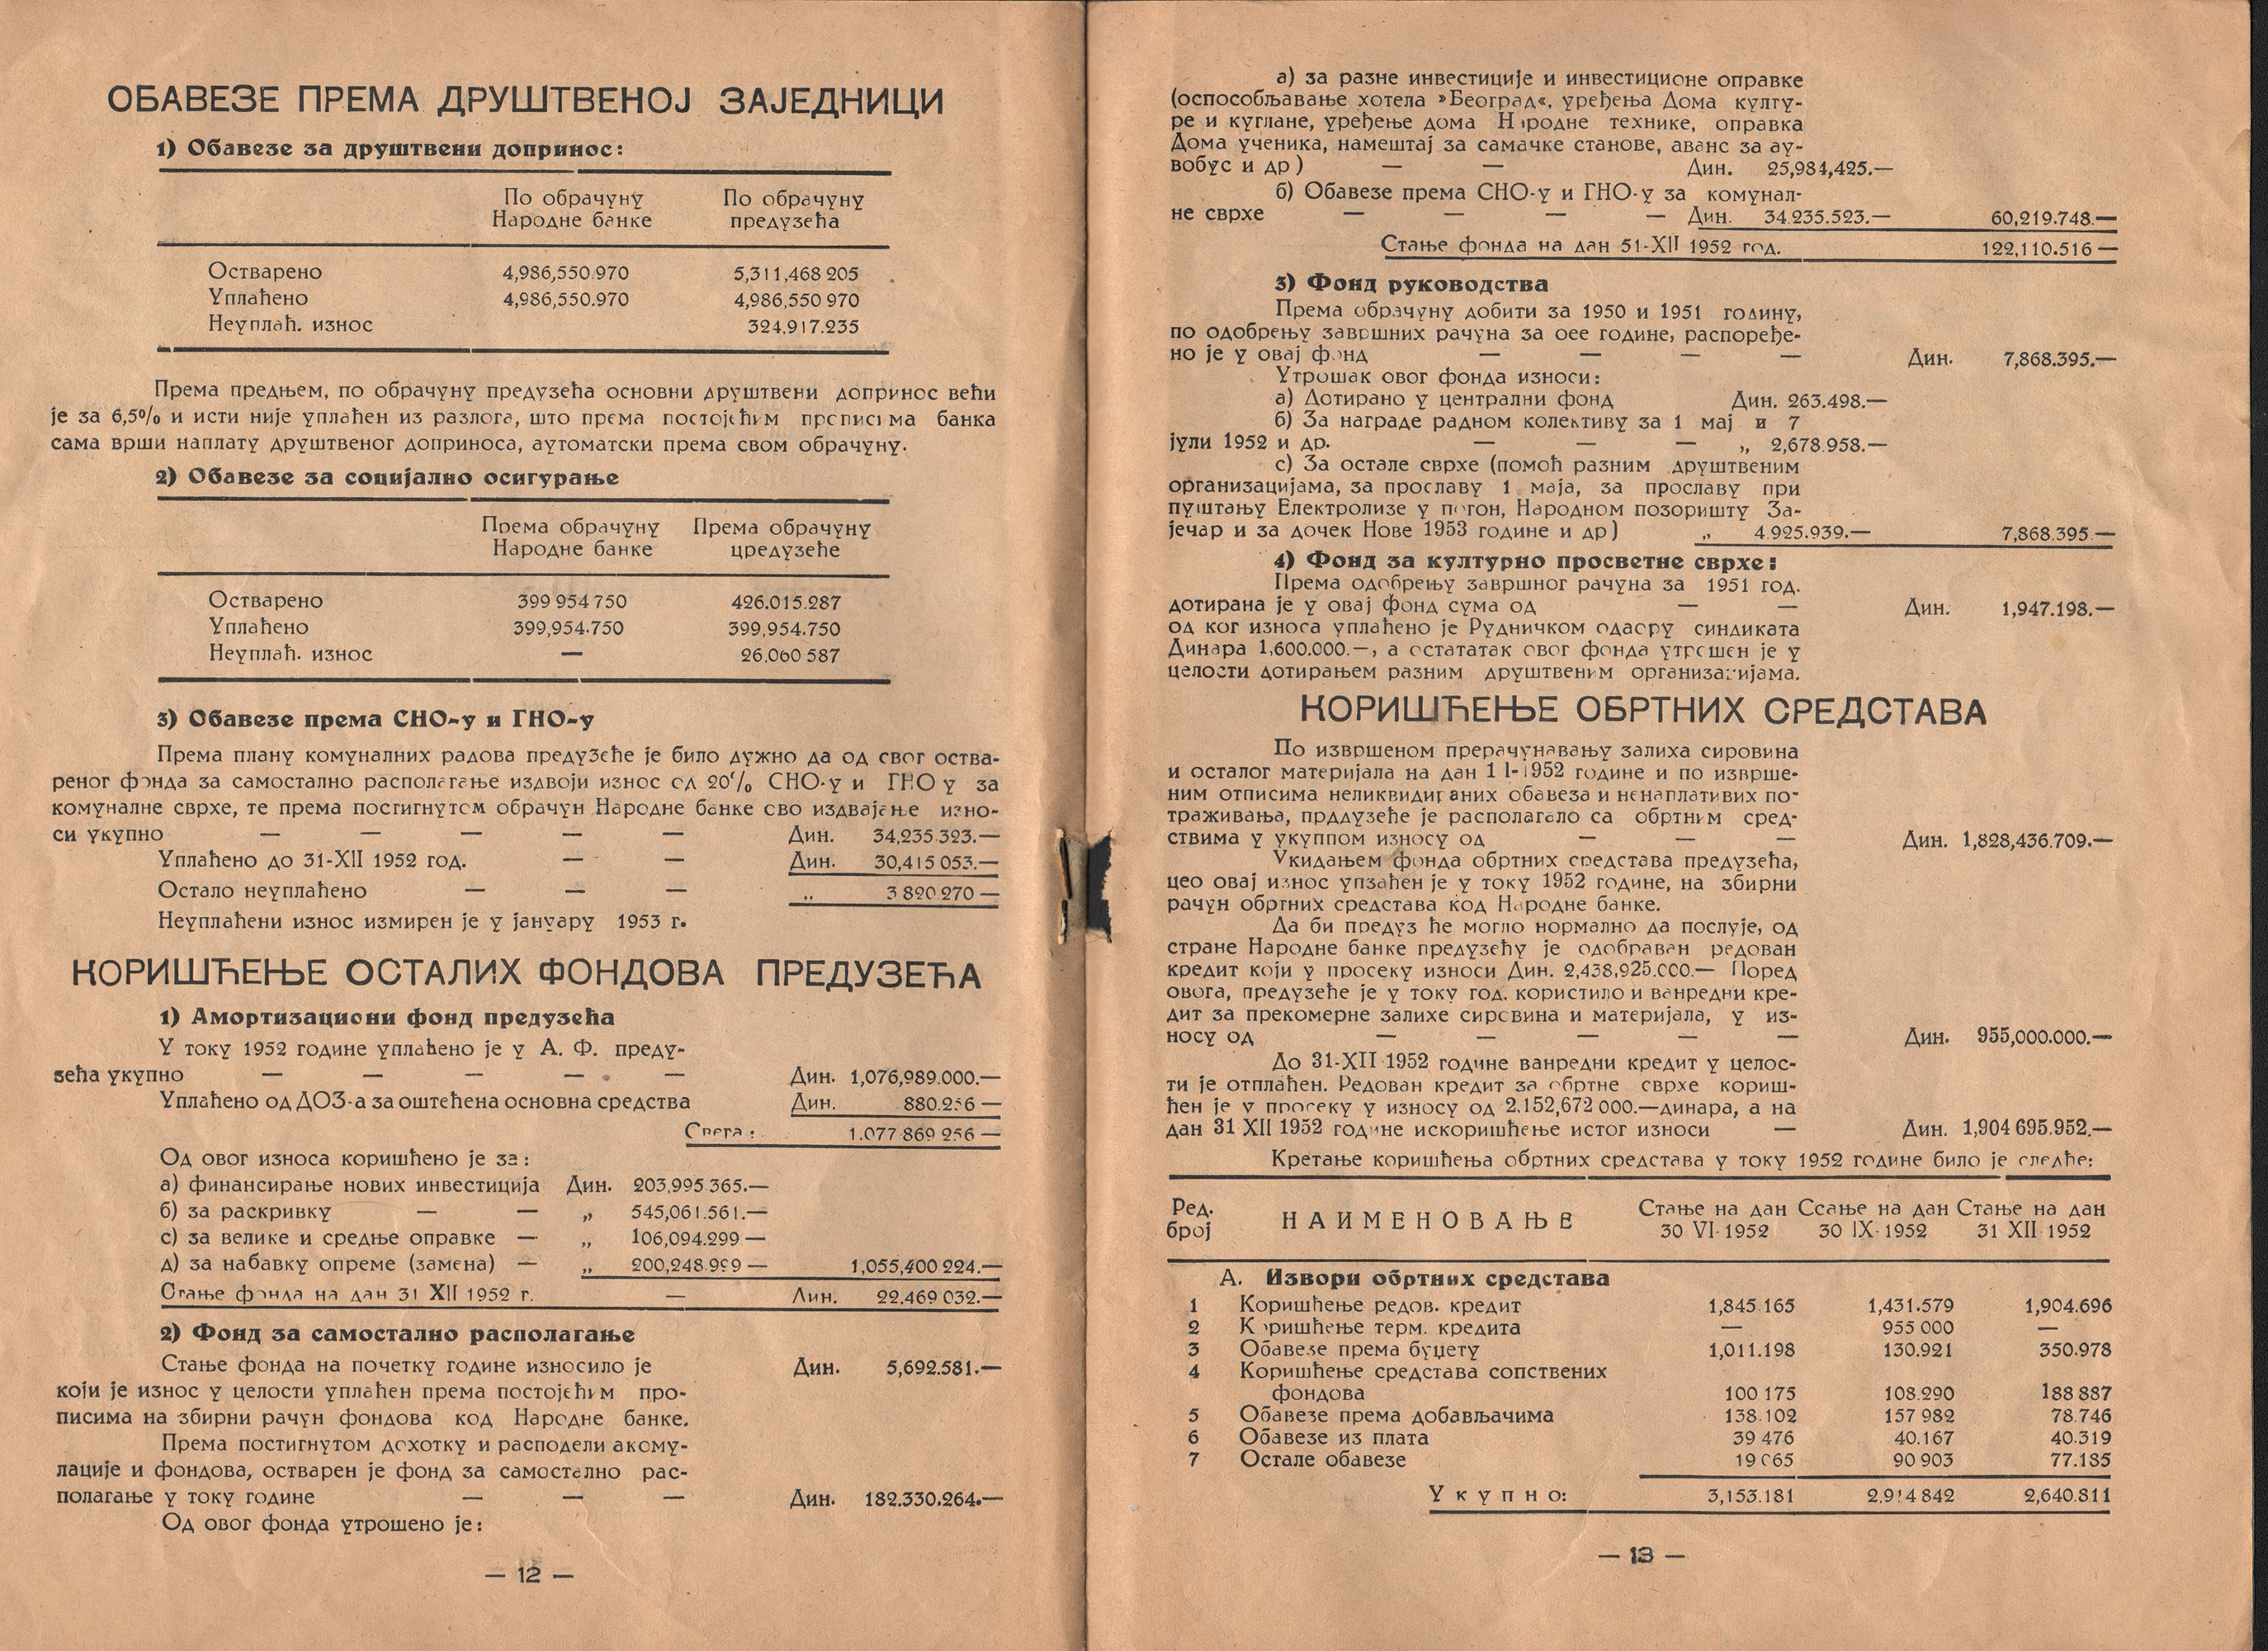 ОБАВЕЗЕ ПРЕМА ДРУШТВЕНОЈ ЗАЈЕДНИЦИ
1) Обавезе за друштвени допринос:
По обрачуну По обрачуну
Народне банке предузећа
Остварено 4,986,550.970 5,311,468 205
Уплаћено 4,986,550.970 4,986,550 970
Неуплаћ. износ 324.917.235
Према предњем, по обрачуну предузећа основни друштвени допринос већи
је за 6,5% и исти није уплаћен из разлога, што према постојећим прописима банка
сама врши наплату друштвеног доприноса, аутоматски према свом обрачуну.
2) Обавезе за социјално осигурање
Према обрачуну Према обрачуну
Народне банке цредузеће
Остварено 399 954 750 426.015.287
Уплаћено 399,954.750 399,954.750
Неуплаћ. износ — 26.060 587
3) Обавезе према СНО-у и ГНО-у
Према плану комуналних радова предузеће је било дужно да од свог оства-
реног фонда за самостално располагање издвоји износ од 20% СНО-у и ГНО у за
комуналне сврхе, те према постигнутом обрачун Народне банке ово издвајање изно-
си укупно — — — — — Дин. 34,235.323.—
Уплаћено до 31-XII 1952 год. — — Дин. 30,415 053.—
Остало неуплаћено — — — „ 3 820.270 —
Неуплаћени износ измирен је у јануару 1953 г.
КОРИШЋЕЊЕ ОСТАЛИХ ФОНДОВА ПРЕДУЗЕЋА
1) Амортизациони фонд предузећа
У току 1952 године уплаћено је у А. Ф. преду-
зећа укупно — — — — — Дин. 1,076,989.000.—
Уплаћено од ДОЗ-а за оштећена основна средства Дин. 880.256 —
Свега: 1.077 869 256 —
Од овог износа коришћено је за:
а) финансирање нових инвестиција Дин. 203,995 365.—
б) за раскривку — — „ 545,061.561.—
с) за велике и средње оправке — „ 106,094.299 —
д) за набавку опреме (замена) — „ 200,248.999 — 1,055,400 224.—
Стање фонда на дан 31 XII 1952 г. — Дин. 22.469 032.—
2) Фонд за самостално располагање
Стање фонда на почетку године износило је Дин. 5,692.581.—
који је износ у целости уплаћен према постојећим про-
писима на збирни рачун фондова код Народне банке.
Према постигнутом дохотку и расподели акому-
лације и фондова, остварен је фонд за самостално рас-
полагање у току године — — — Дин. 182.330.264.—
Од овог фонда утрошено је:
— 12 —
а) за разне инвестиције и инвестиционе оправке
(оспособљавање хотела »Београд«, уређења Дома култу-
ре и куглане, уређење дома Народне технике, оправка
Дома ученика, намештај за самачке станове, аванс за ау-
вобус и др ) — — Дин. 25,984,425.—
б) Обавезе према СНО-у и ГНО-у за комунал-
не сврхе — — — — Дин. 34.235.523.— 60,219.748.—
Стање фонда на дан 51-XII 1952 год. 122,110.516 —
3) Фонд руководства
Према обрачуну добити за 1950 и 1951 годину,
по одобрењу завршних рачуна за оее године, распоређе-
но је у овај фонд — — — — Дин. 7,868.395.—
Утрошак овог фонда износи:
а) Дотирано у централни фонд Дин. 263.498.—
б) За награде радном колективу за 1 мај и 7
јули 1952 и др. — — — „ 2,678.958.—
с) За остале сврхе (помоћ разним друштвеним
организацијама, за прославу 1 маја, за прославу при
пуштању Електролизе у погон, Народном позоришту За-
јечар и за дочек Нове 1953 године и др) „ 4.925.939.— 7,868.395.—
4) Фонд за културно просветне сврхе:
Према одобрењу завршног рачуна за 1951 год.
дотирана је у овај фонд сума од — — Дин. 1,947.198.—
од ког износа уплаћено је Рудничком одаору синдиката
Динара 1,600.000.—, а остататак овог фонда утрошен је у
целости дотирањем разним друштвеним организацијама.
КОРИШЋЕЊЕ ОБРТНИХ СРЕДСТАВА
По извршеном прерачунавању залиха сировина
и осталог материјала на дан 1 I-1952 године и по изврше-
ним отписима неликвидираних обавеза и ненаплативих по-
траживања, прддузеће је располагало са обртним сред-
ствима у укуппом износу од — — — Дин. 1,828,436.709.—
Укидањем фонда обртних средстава предузећа,
цео овај износ упзаћен је у току 1952 године, на збирни
рачун обртних средстава код Народне банке.
Да би предуз ће могло нормално да послује, од
стране Народне банке предузећу је одобраван редован
кредит који у просеку износи Дин. 2,438,925.000.— Поред
овога, предузеће је у току год. користило и ванредни кре-
дит за прекомерне залихе сировина и материјала, у из-
носу од — — — — — Дин. 955,000.000.—
До 31-XII 1952 године ванредни кредит у целос-
ти је отплаћен. Редован кредит за обртне сврхе кориш-
ћен је у просеку у износу од 2.152,672 000.—динара, а на
дан 31 XII 1952 године искоришћење истог износи — Дин. 1,904 695.952.—
Кретање коришћења обртних средстава у току 1952 године било је следће:
Ред. Стање на дан Ссање на дан Стање на дан
број НАИМЕНОВАЊЕ 30 VI-1952 30 IX-1952 31 XII 1952
А. Извори обртних средстава
1 Коришћење редов. кредит 1,845 165 1,431.579 1,904.696
2 Коришћење терм. кредита — 955 000 —
3 Обавезе према буџету 1,011.198 130.921 350.978
4 Коришћење средстава сопствених
фондова 100 175 108.290 188 887
5 Обавезе према добављачима 138.102 157 982 78.746
6 Обавезе из плата 39 476 40.167 40.319
7 Остале обавезе 19 065 90 903 77.185
Укупно: 3,153.181 2,914 842 2,640.811
— 13 —